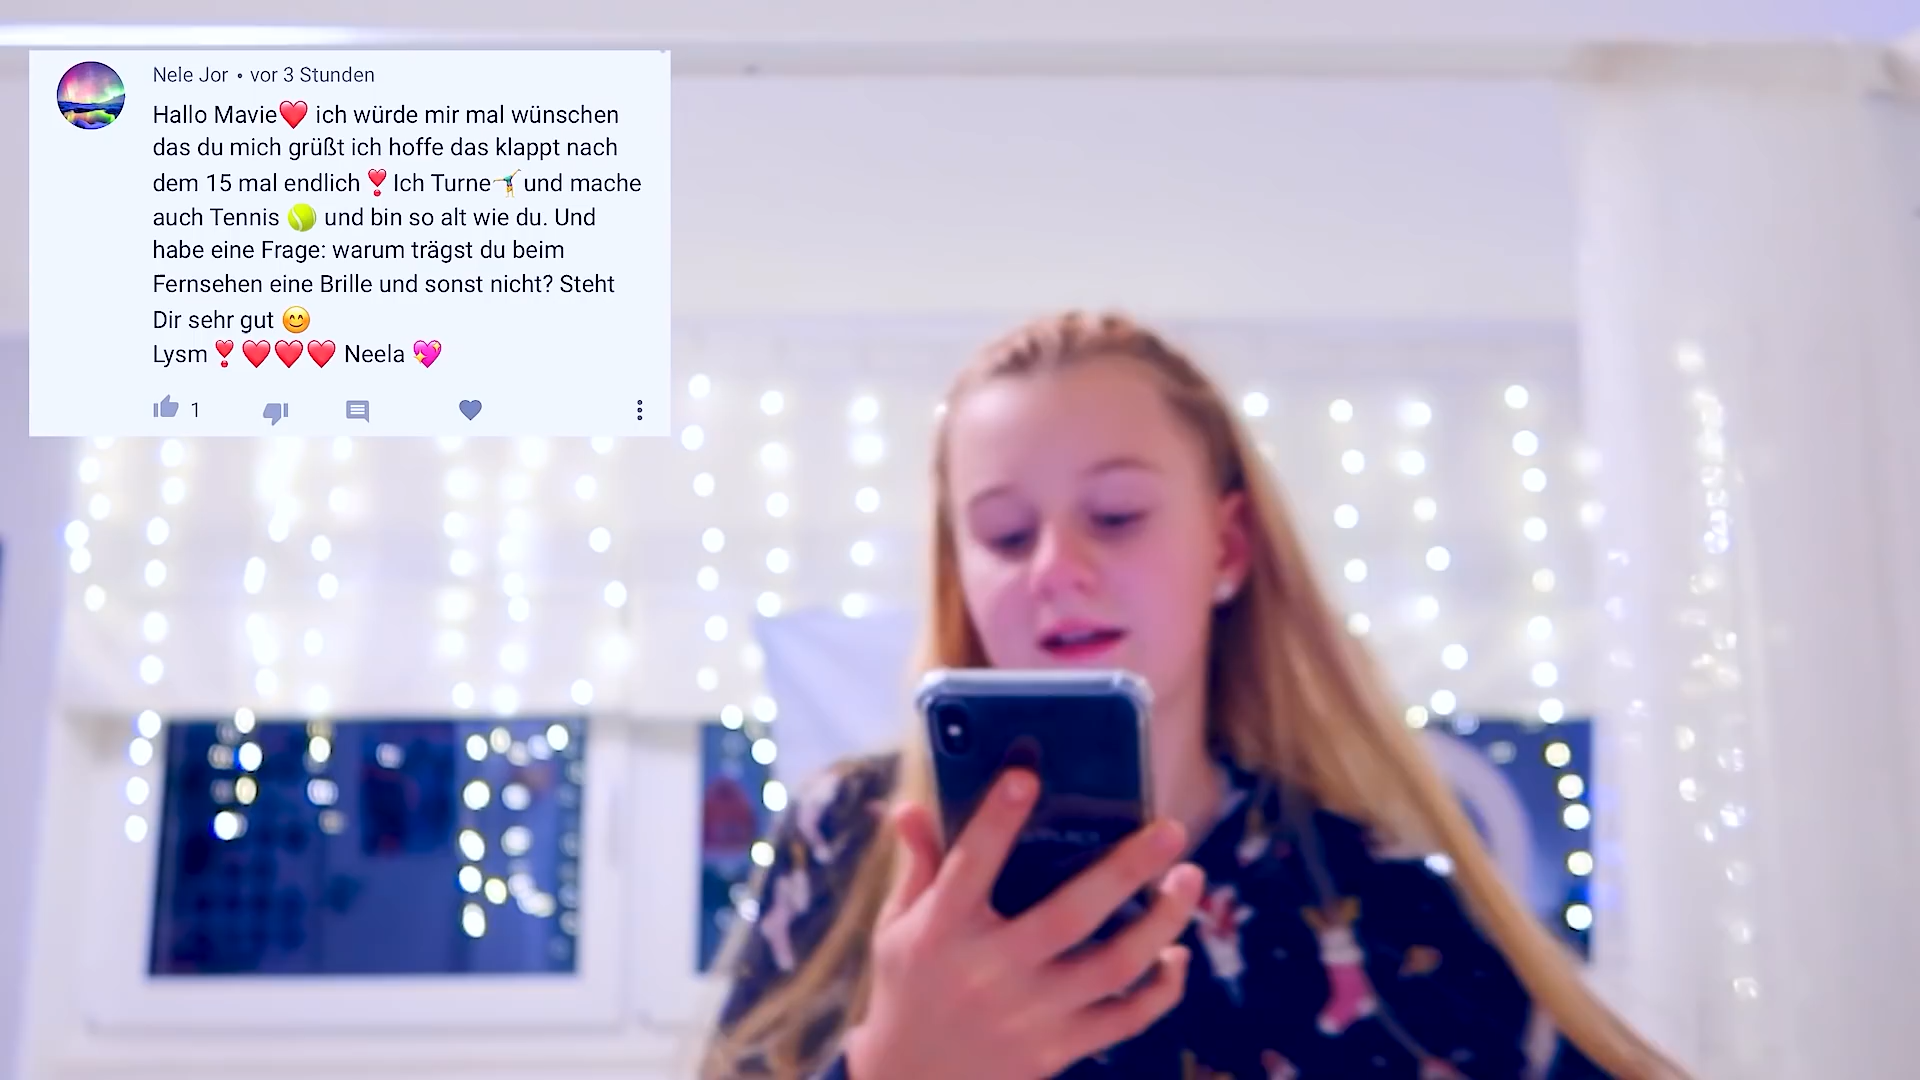 Nele Jor • vor 3 Stunden
Hallo Mavie❤️ ich würde mir mal wünschen
das du mich grüßt ich hoffe das klappt nach
dem 15 mal endlich❣️Ich Turne🤸und mache
auch Tennis 🎾 und bin so alt wie du. Und
habe eine Frage: warum trägst du beim
Fernsehen eine Brille und sonst nicht? Steht
Dir sehr gut 😊
Lysm❣️❤️❤️❤️ Neela 💖
1